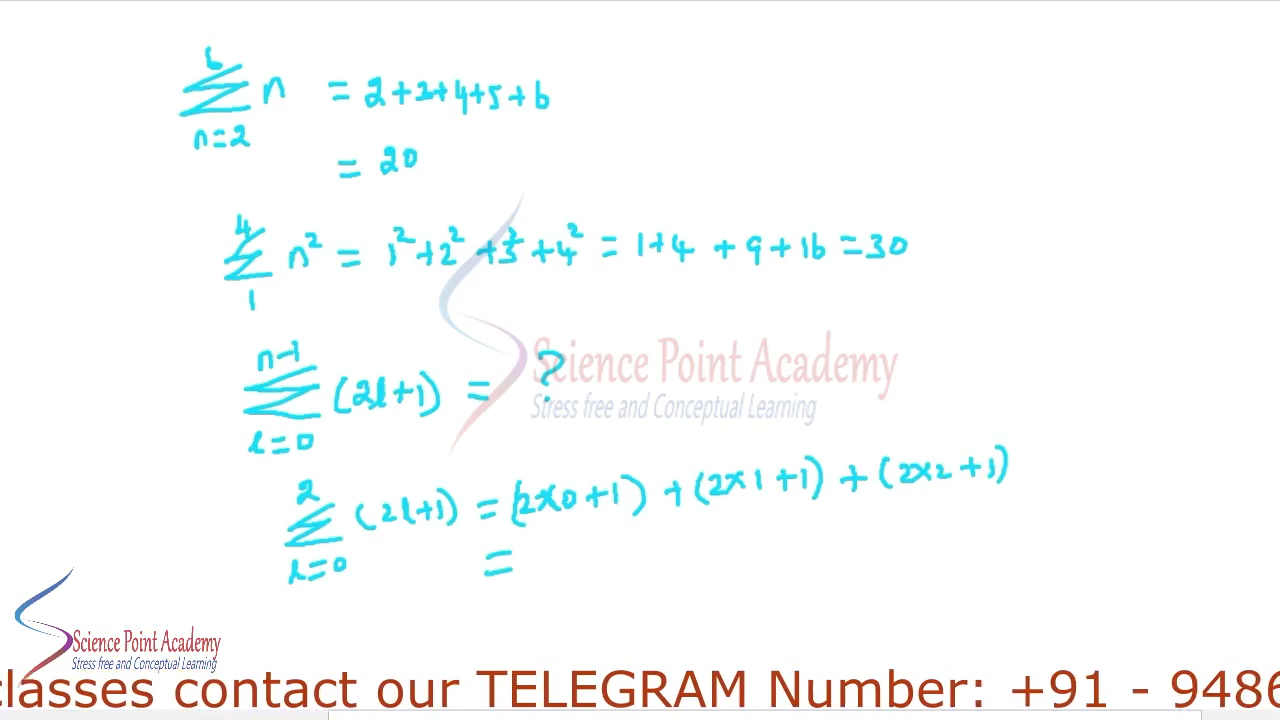 6
∑ n = 2+3+4+5+6
n=2
= 20
4
∑ n² = 1²+2²+3²+4² = 1+4+9+16 = 30
1
n-1
∑ (2l+1) = ?
l=0
Science Point Academy
Stress free and Conceptual Learning
2
∑ (2l+1) = (2×0+1) + (2×1+1) + (2×2+1)
l=0
=
Science Point Academy
Stress free and Conceptual Learning
classes contact our TELEGRAM Number: +91 - 9486